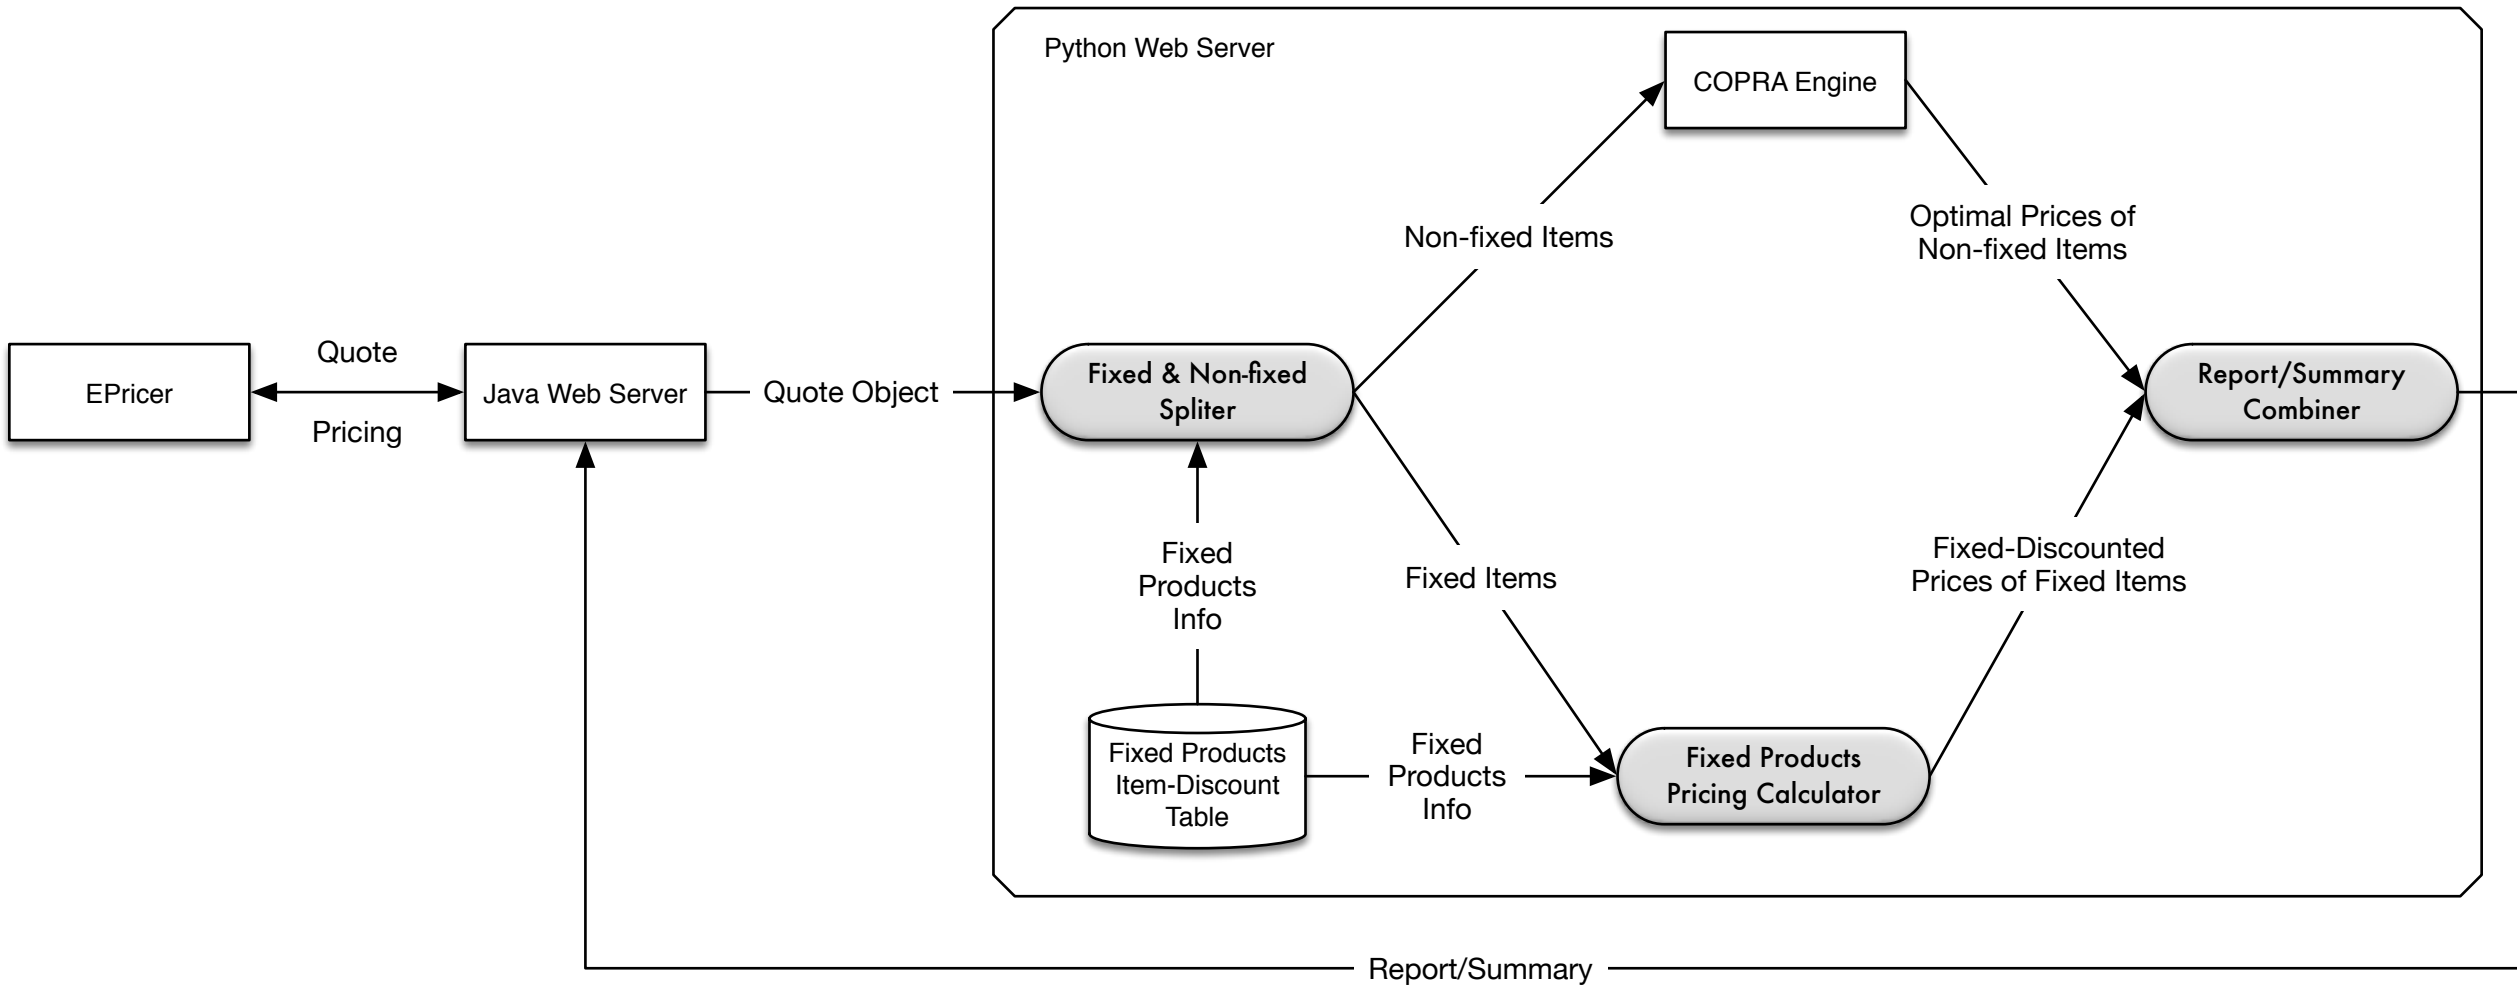 Python Web Server
COPRA Engine
Non-fixed Items
Optimal Prices of
Non-fixed Items
EPricer
Quote
Pricing
Java Web Server
Quote Object
Fixed & Non-fixed
Spliter
Report/Summary
Combiner
Fixed
Products
Info
Fixed Items
Fixed-Discounted
Prices of Fixed Items
Fixed Products
Item-Discount
Table
Fixed
Products
Info
Fixed Products
Pricing Calculator
Report/Summary